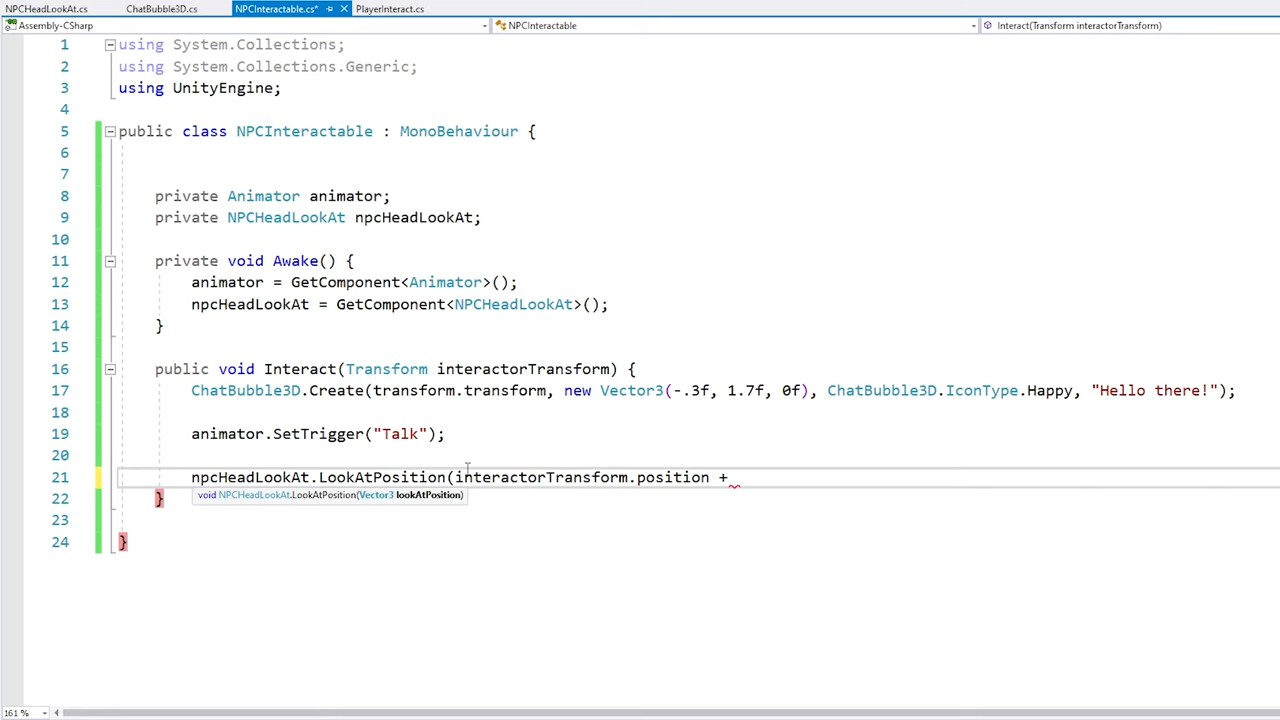 NPCHeadLookAt.cs ChatBubble3D.cs NPCInteractable.cs* PlayerInteract.cs
Assembly-CSharp NPCInteractable Interact(Transform interactorTransform)
1 using System.Collections;
2 using System.Collections.Generic;
3 using UnityEngine;
4
5 public class NPCInteractable : MonoBehaviour {
6
7
8 private Animator animator;
9 private NPCHeadLookAt npcHeadLookAt;
10
11 private void Awake() {
12 animator = GetComponent<Animator>();
13 npcHeadLookAt = GetComponent<NPCHeadLookAt>();
14 }
15
16 public void Interact(Transform interactorTransform) {
17 ChatBubble3D.Create(transform.transform, new Vector3(-.3f, 1.7f, 0f), ChatBubble3D.IconType.Happy, "Hello there!");
18
19 animator.SetTrigger("Talk");
20
21 npcHeadLookAt.LookAtPosition(interactorTransform.position +
void NPCHeadLookAt.LookAtPosition(Vector3 lookAtPosition)
22 }
23
24 }
161 %